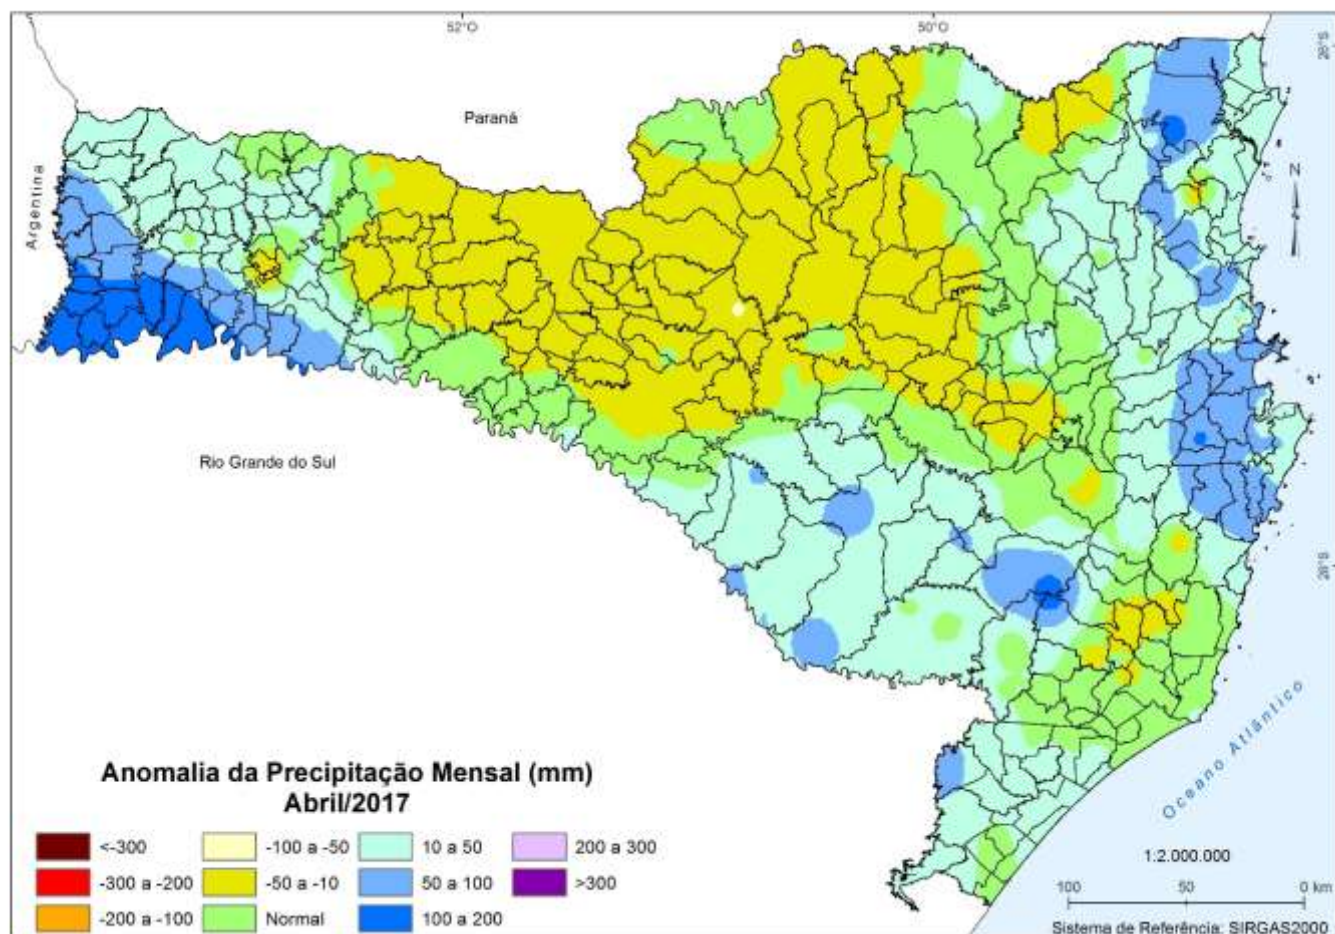 52°O
50°O
26°S
Paraná
Argentina
N
Rio Grande do Sul
28°S
Oceano Atlântico
Anomalia da Precipitação Mensal (mm)
Abril/2017
<-300
-100 a -50
10 a 50
200 a 300
-300 a -200
-50 a -10
50 a 100
>300
-200 a -100
Normal
100 a 200
1:2.000.000
100
50
0 km
Sistema de Referência: SIRGAS2000